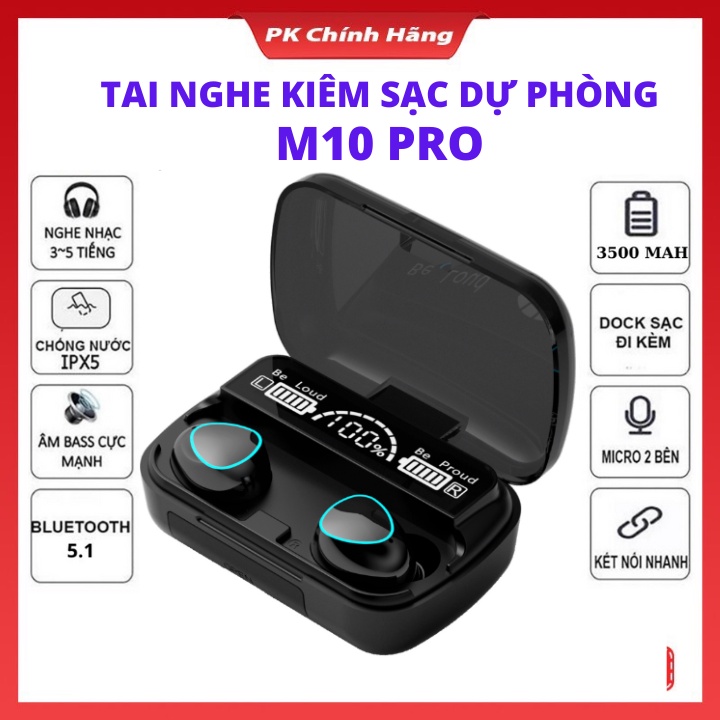 PK Chính Hãng
TAI NGHE KIÊM SẠC DỰ PHÒNG
M10 PRO
NGHE NHẠC
3~5 TIẾNG
CHỐNG NƯỚC
IPX5
ÂM BASS CỰC
MẠNH
BLUETOOTH
5.1
Be Loud
Be Loud
L
100%
Be Proud
R
3500 MAH
DOCK SẠC
ĐI KÈM
MICRO 2 BÊN
KẾT NỐI NHANH